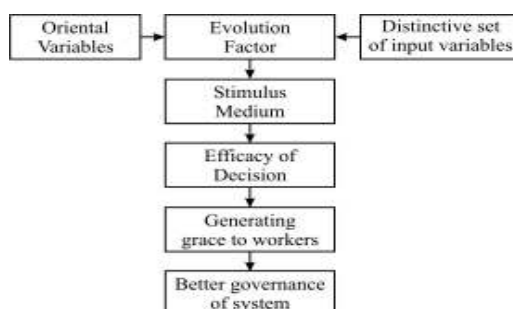 Oriental
Variables
Evolution
Factor
Distinctive set
of input variables
Stimulus
Medium
Efficacy of
Decision
Generating
grace to workers
Better governance
of system